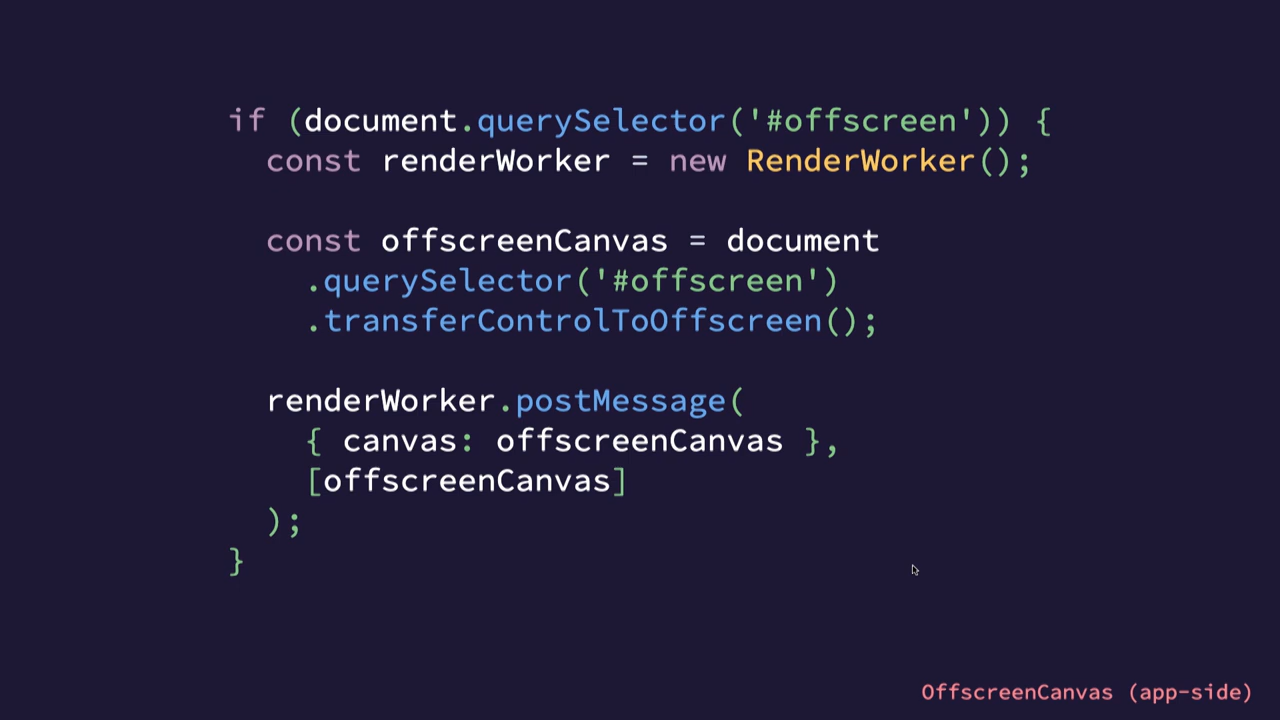 if (document.querySelector('#offscreen')) {
  const renderWorker = new RenderWorker();

  const offscreenCanvas = document
    .querySelector('#offscreen')
    .transferControlToOffscreen();

  renderWorker.postMessage(
    { canvas: offscreenCanvas },
    [offscreenCanvas]
  );
}
OffscreenCanvas (app-side)